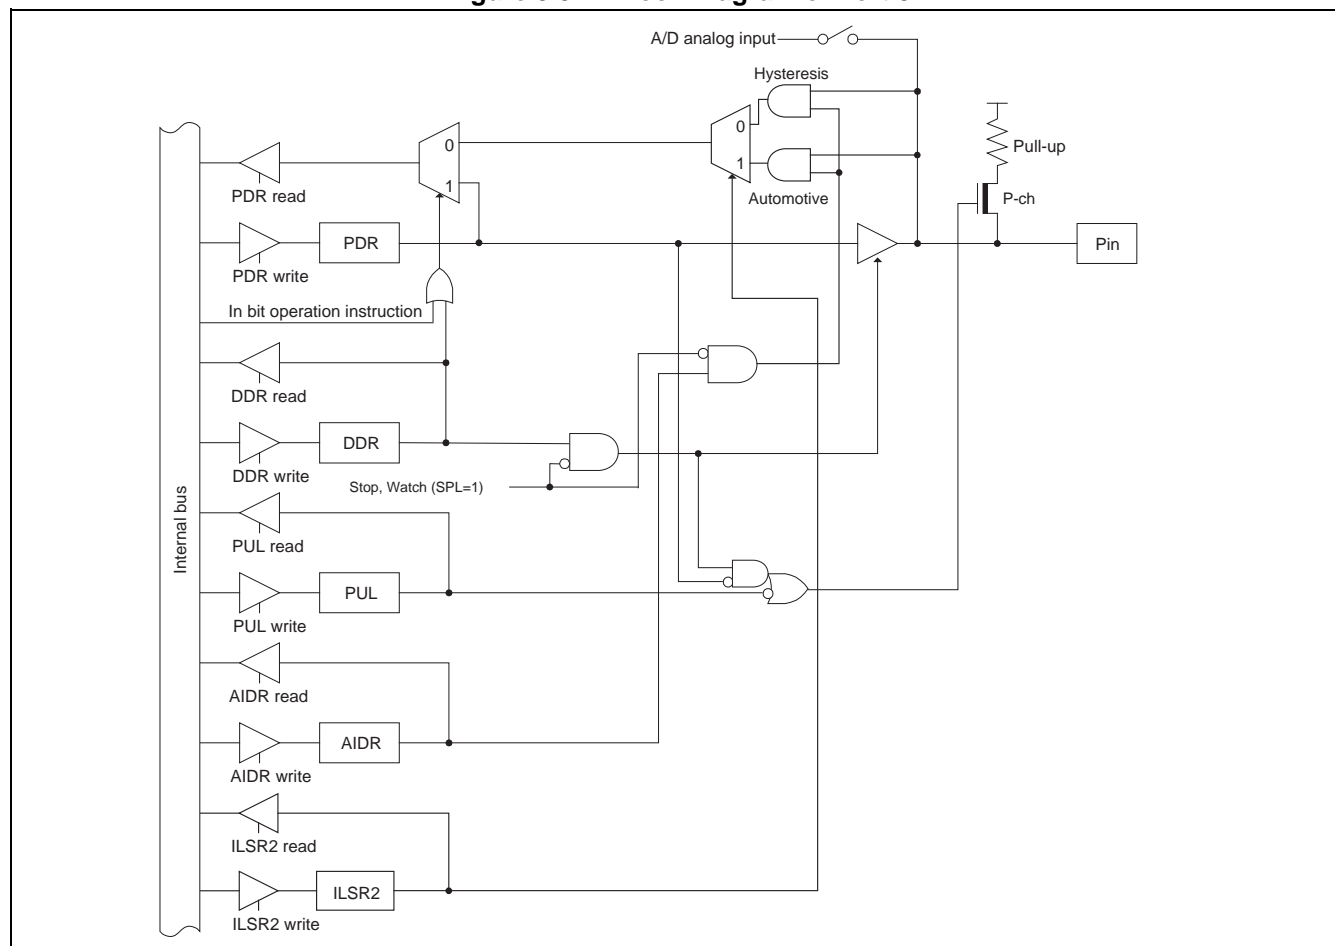 A/D analog input
Hysteresis
0
1
Automotive
Pull-up
P-ch
Pin
0
1
PDR read
PDR
PDR write
In bit operation instruction
DDR read
DDR
DDR write
Stop, Watch (SPL=1)
Internal bus
PUL read
PUL
PUL write
AIDR read
AIDR
AIDR write
ILSR2 read
ILSR2
ILSR2 write